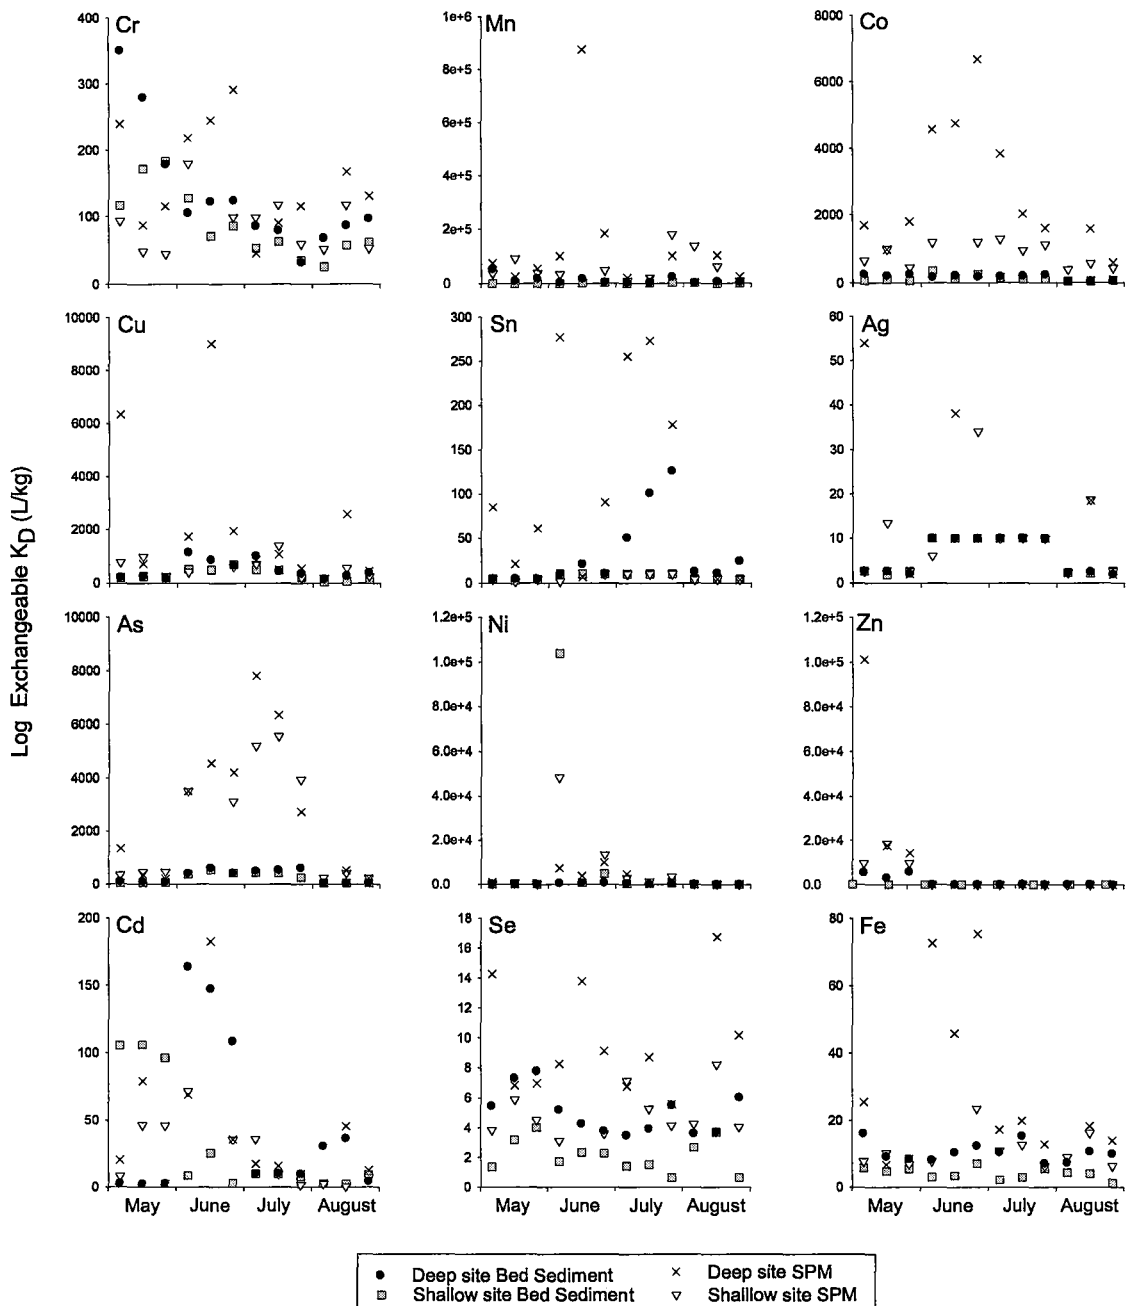 Log Exchangeable KD (L/kg)
Cr
400
300
200
100
0
Mn
1e+6
8e+5
6e+5
4e+5
2e+5
0
Co
8000
6000
4000
2000
0
Cu
10000
8000
6000
4000
2000
0
Sn
300
250
200
150
100
50
0
Ag
60
50
40
30
20
10
0
As
10000
8000
6000
4000
2000
0
Ni
1.2e+5
1.0e+5
8.0e+4
6.0e+4
4.0e+4
2.0e+4
0.0
Zn
1.2e+5
1.0e+5
8.0e+4
6.0e+4
4.0e+4
2.0e+4
0.0
Cd
200
150
100
50
0
May June July August
Se
18
16
14
12
10
8
6
4
2
0
May June July August
Fe
80
60
40
20
0
May June July August
Deep site Bed Sediment
Deep site SPM
Shallow site Bed Sediment
Shallow site SPM